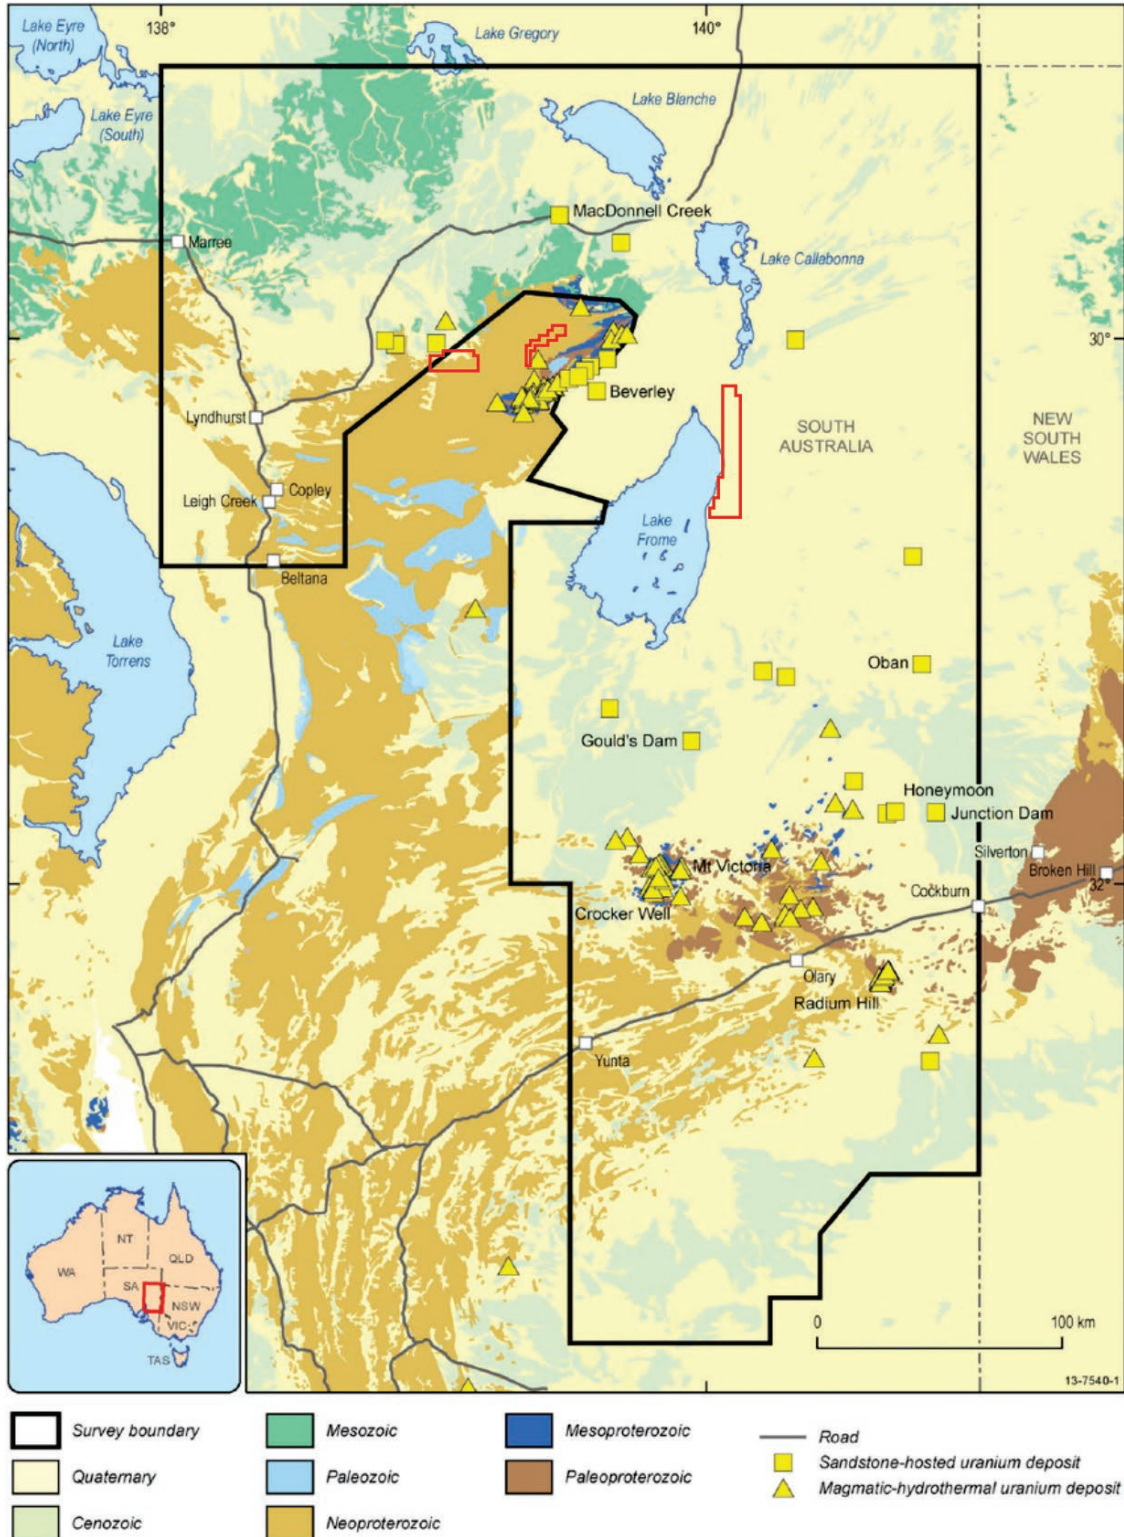 138°
140°
Lake Eyre
(North)
Lake Gregory
Lake Blanche
Lake Eyre
(South)
MacDonnell Creek
Marree
Lake Callabonna
30°
30°
Beverley
Lyndhurst
SOUTH
AUSTRALIA
NEW
SOUTH
WALES
Copley
Leigh Creek
Lake
Frome
Beltana
Lake
Torrens
Oban
Gould's Dam
Honeymoon
Junction Dam
Silverton
Mt Victoria
Broken Hill
32°
Cockburn
Crocker Well
Olary
Radium Hill
Yunta
NT
QLD
WA
SA
NSW
VIC
TAS
0
100 km
13-7540-1
Survey boundary
Mesozoic
Mesoproterozoic
Road
Quaternary
Paleozoic
Paleoproterozoic
Sandstone-hosted uranium deposit
Magmatic-hydrothermal uranium deposit
Cenozoic
Neoproterozoic